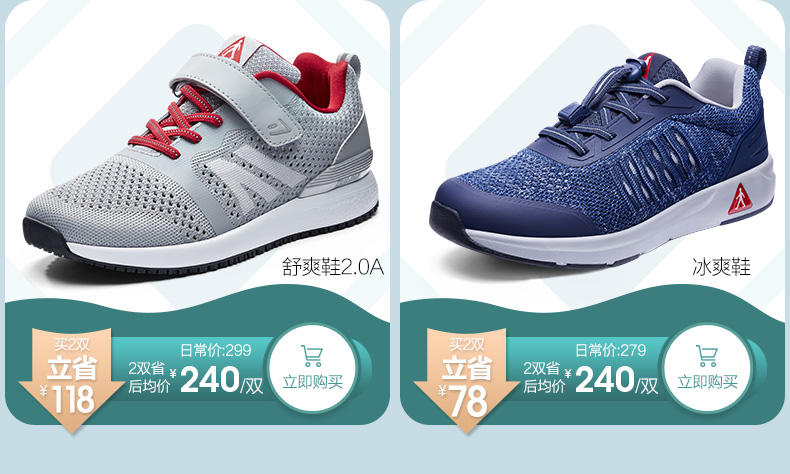 舒爽鞋2.0A
买2双
立省
¥118
日常价:299
2双省
后均价
¥240/双
立即购买
冰爽鞋
买2双
立省
¥78
日常价:279
2双省
后均价
¥240/双
立即购买